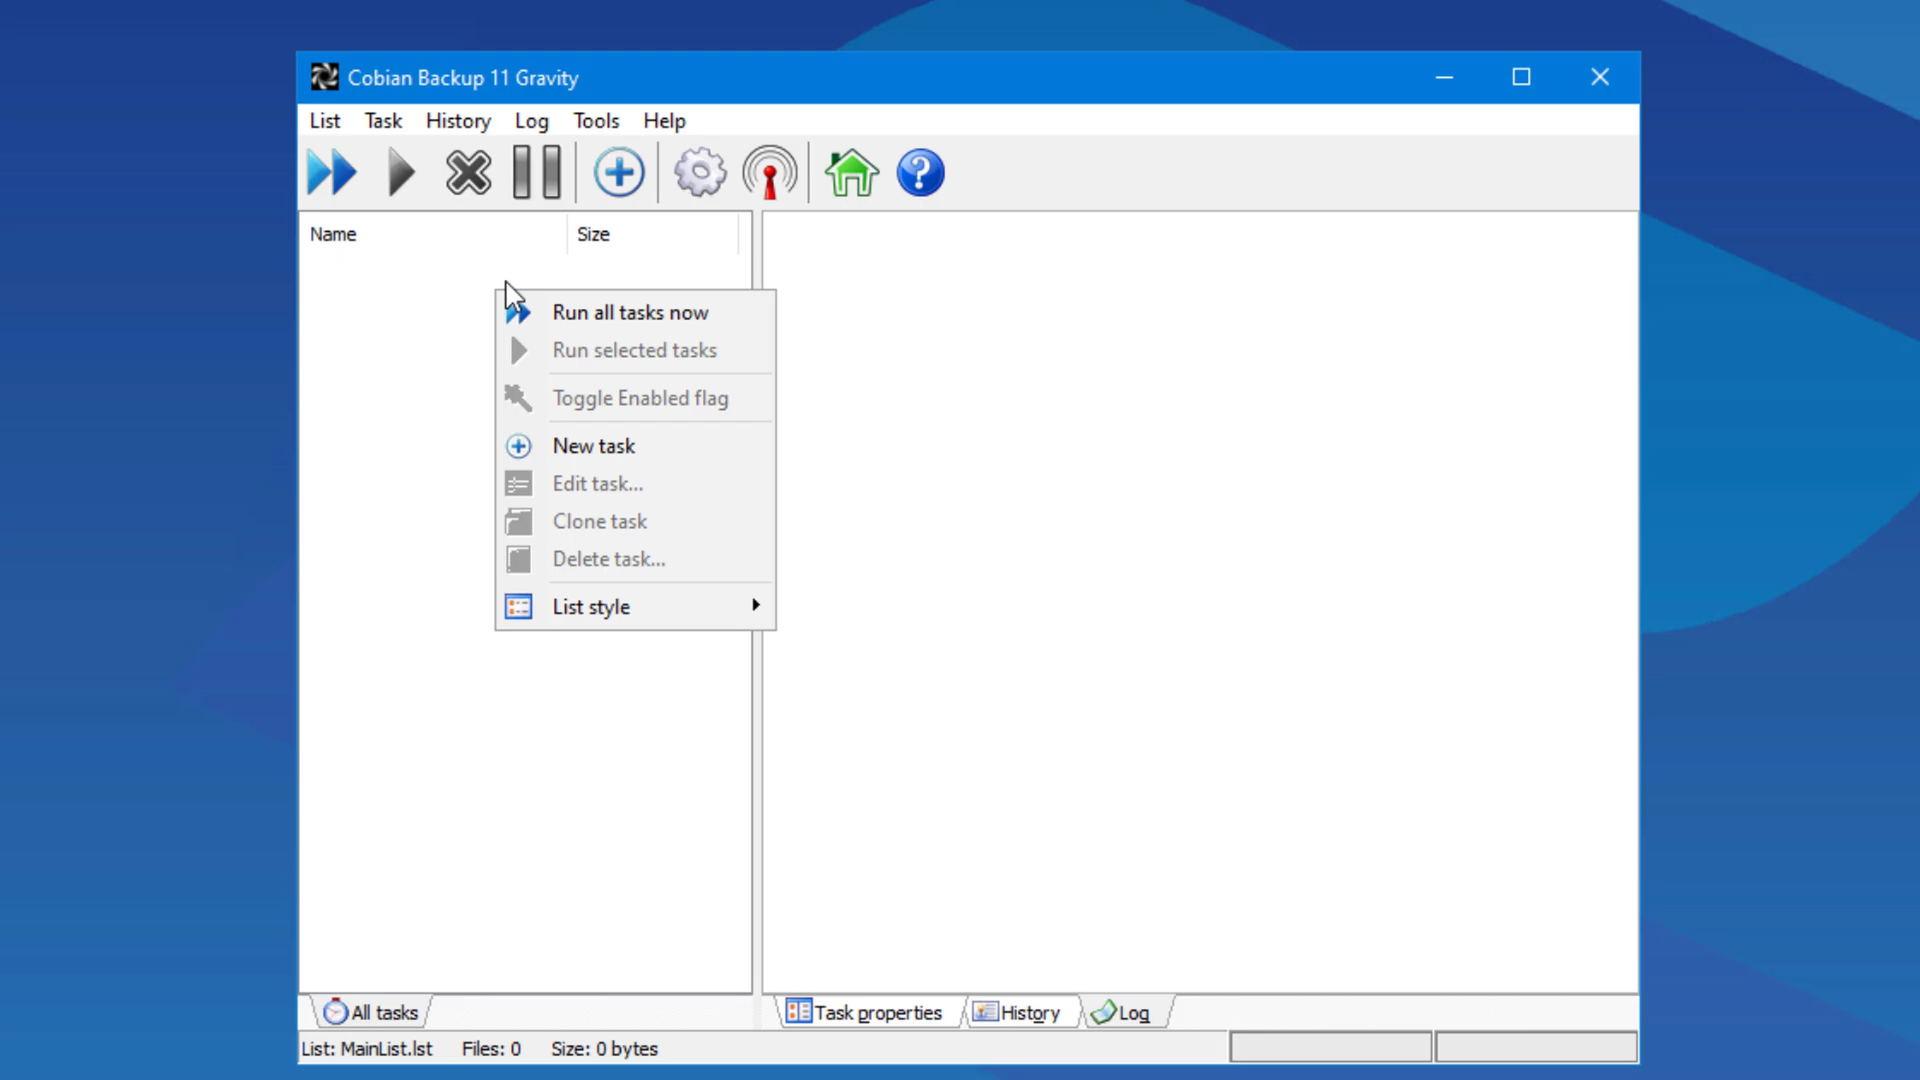 Cobian Backup 11 Gravity
List Task History Log Tools Help
Name Size
Run all tasks now
Run selected tasks
Toggle Enabled flag
New task
Edit task...
Clone task
Delete task...
List style
All tasks
Task properties History Log
List: MainList.lst Files: 0 Size: 0 bytes